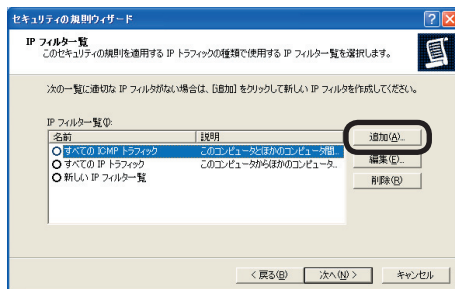 セキュリティの規則ウィザード
IP フィルター覧
このセキュリティの規則を適用する IP トラフィックの種類で使用する IP フィルター覧を選択します。
次の一覧に適切な IP フィルタがない場合は、[追加] をクリックして新しい IP フィルタを作成してください。
IP フィルター覧(I):
名前 説明
すべての ICMP トラフィック このコンピュータとほかのコンピュータ間...
すべての IP トラフィック このコンピュータからほかのコンピュータ...
新しい IP フィルター覧
追加(A)...
編集(E)...
削除(R)
< 戻る(B) 次へ(N) > キャンセル